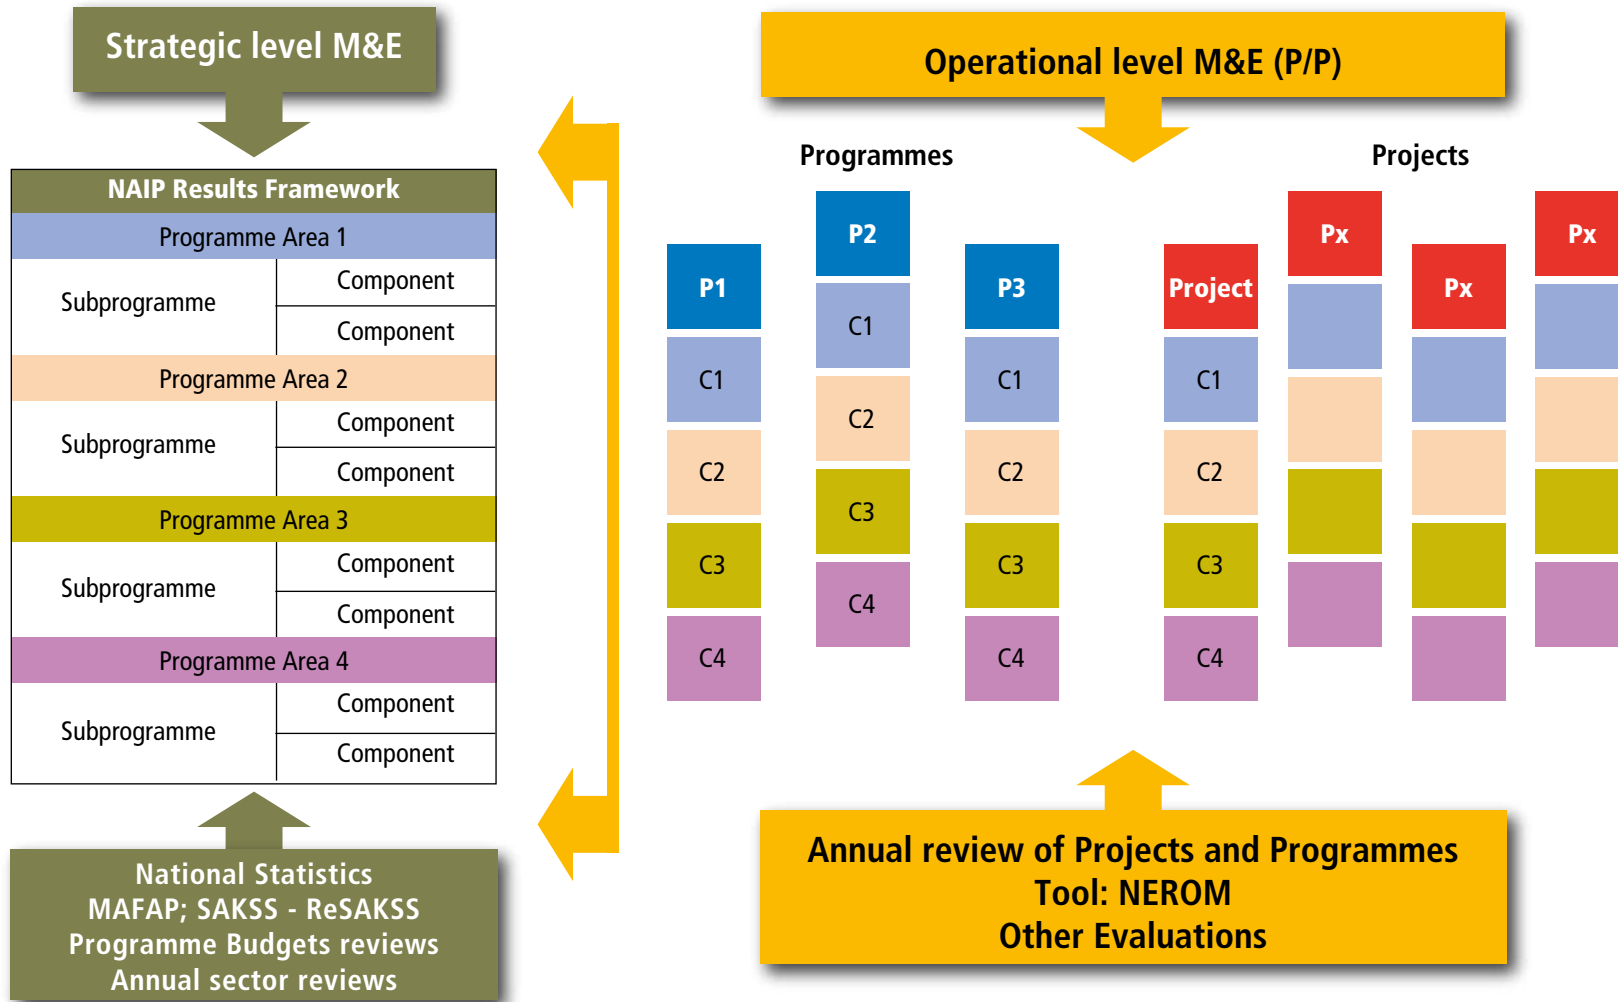 Strategic level M&E
Operational level M&E (P/P)
Programmes
Projects
NAIP Results Framework
Programme Area 1
Subprogramme
Component
Component
Programme Area 2
Subprogramme
Component
Component
Programme Area 3
Subprogramme
Component
Component
Programme Area 4
Subprogramme
Component
Component
P1
C1
C2
C3
C4
P2
C1
C2
C3
C4
P3
C1
C2
C3
C4
Project
C1
C2
C3
C4
Px
Px
Px
National Statistics
MAFAP; SAKSS - ReSAKSS
Programme Budgets reviews
Annual sector reviews
Annual review of Projects and Programmes
Tool: NEROM
Other Evaluations